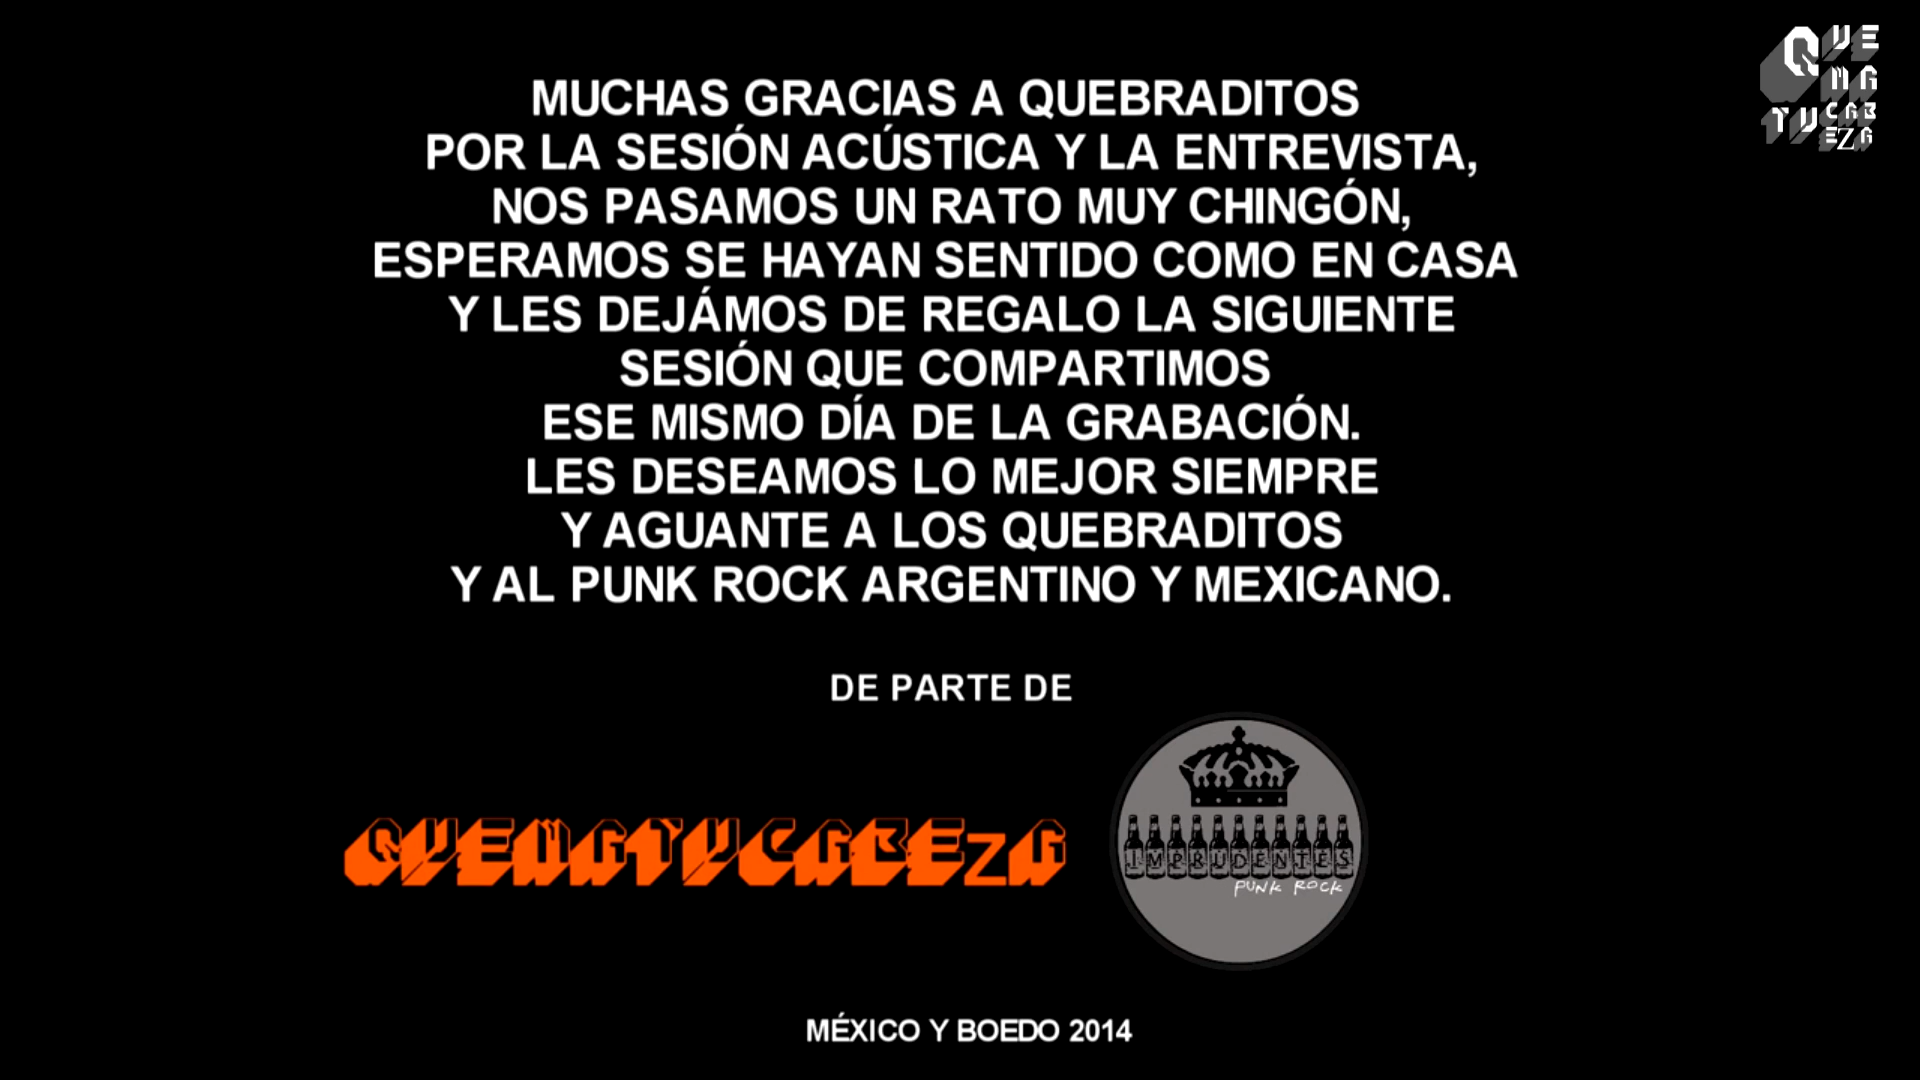 QUE
MA
TU CAB
EZA
MUCHAS GRACIAS A QUEBRADITOS
POR LA SESIÓN ACÚSTICA Y LA ENTREVISTA,
NOS PASAMOS UN RATO MUY CHINGÓN,
ESPERAMOS SE HAYAN SENTIDO COMO EN CASA
Y LES DEJÁMOS DE REGALO LA SIGUIENTE
SESIÓN QUE COMPARTIMOS
ESE MISMO DÍA DE LA GRABACIÓN.
LES DESEAMOS LO MEJOR SIEMPRE
Y AGUANTE A LOS QUEBRADITOS
Y AL PUNK ROCK ARGENTINO Y MEXICANO.
DE PARTE DE
QUEMATUCABEZA
IMPRUDENTES
PUNK ROCK
MÉXICO Y BOEDO 2014